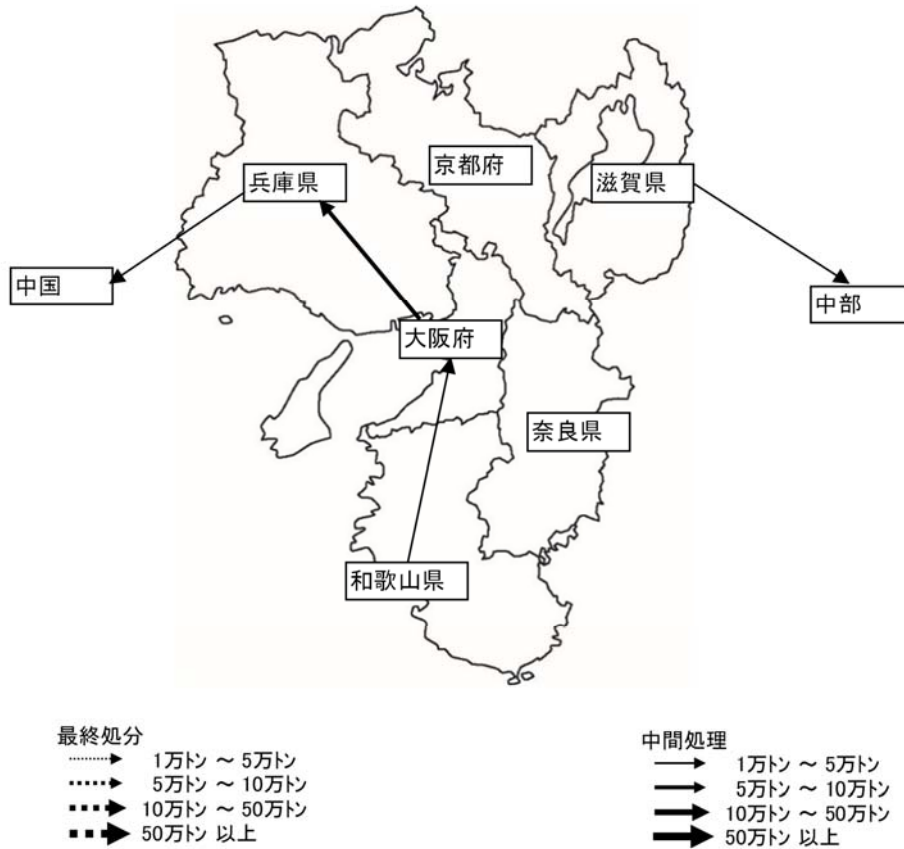 京都府
兵庫県
滋賀県
中国
中部
大阪府
奈良県
和歌山県
最終処分
1万トン ～ 5万トン
5万トン ～ 10万トン
10万トン ～ 50万トン
50万トン 以上
中間処理
1万トン ～ 5万トン
5万トン ～ 10万トン
10万トン ～ 50万トン
50万トン 以上